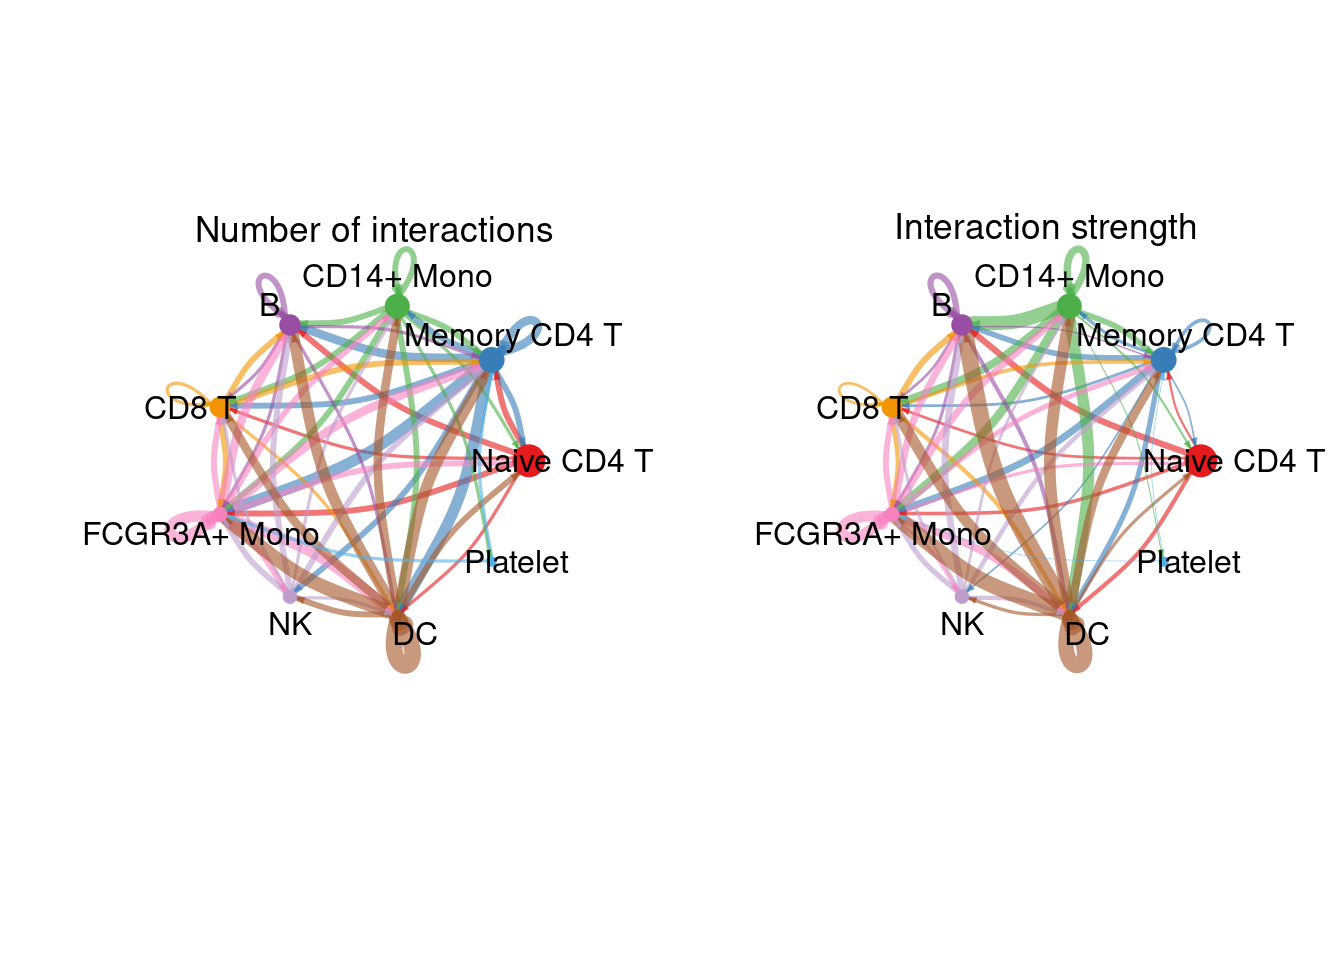 Number of interactions
CD14+ Mono
B
Memory CD4 T
CD8 T
Naive CD4 T
FCGR3A+ Mono
Platelet
NK
DC
Interaction strength
CD14+ Mono
B
Memory CD4 T
CD8 T
Naive CD4 T
FCGR3A+ Mono
Platelet
NK
DC